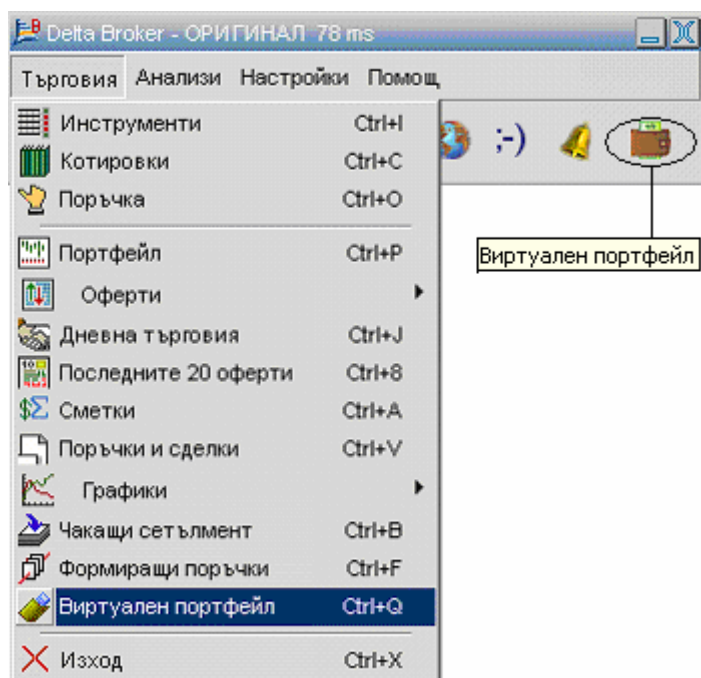 Delta Broker - ОРИГИНАЛ 78 ms
Търговия Анализи Настройки Помощ
Инструменти Ctrl+I
Котировки Ctrl+C
;-)
Поръчка Ctrl+O
Виртуален портфейл
Портфейл Ctrl+P
Оферти
Дневна търговия Ctrl+J
Последните 20 оферти Ctrl+8
Сметки Ctrl+A
Поръчки и сделки Ctrl+V
Графики
Чакащи сетълмент Ctrl+B
Формиращи поръчки Ctrl+F
Виртуален портфейл Ctrl+Q
Изход Ctrl+X